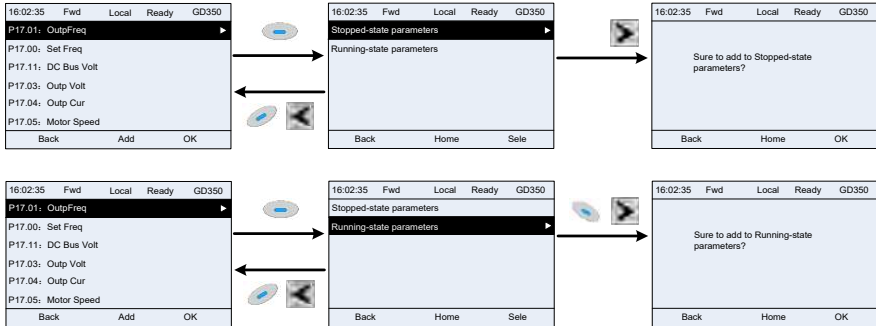 16:02:35 Fwd Local Ready GD350
P17.01: OutpFreq
P17.00: Set Freq
P17.11: DC Bus Volt
P17.03: Outp Volt
P17.04: Outp Cur
P17.05: Motor Speed
Back Add OK
16:02:35 Fwd Local Ready GD350
Stopped-state parameters
Running-state parameters
Back Home Sele
16:02:35 Fwd Local Ready GD350
Sure to add to Stopped-state
parameters?
Back Home OK
16:02:35 Fwd Local Ready GD350
P17.01: OutpFreq
P17.00: Set Freq
P17.11: DC Bus Volt
P17.03: Outp Volt
P17.04: Outp Cur
P17.05: Motor Speed
Back Add OK
16:02:35 Fwd Local Ready GD350
Stopped-state parameters
Running-state parameters
Back Home Sele
16:02:35 Fwd Local Ready GD350
Sure to add to Running-state
parameters?
Back Home OK